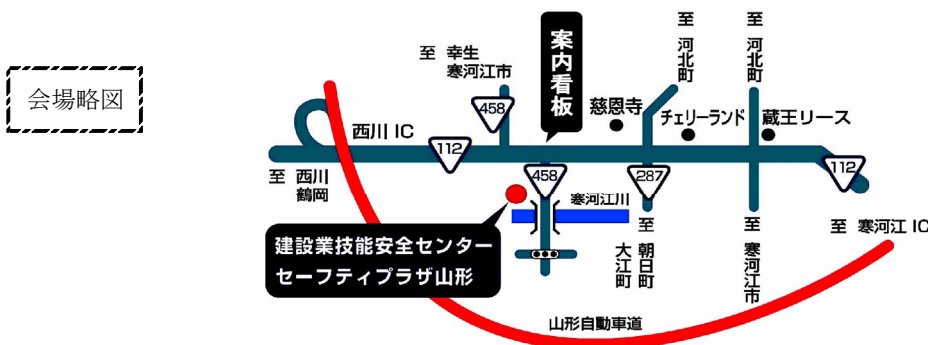 会場略図
案内看板
至 幸生
寒河江市
至 河北町
至 河北町
458
慈恩寺
チェリーランド
蔵王リース
西川 IC
112
458
287
112
至 西川
鶴岡
寒河江川
至 朝日町
大江町
至 寒河江市
至 寒河江 IC
建設業技能安全センター
セーフティプラザ山形
山形自動車道